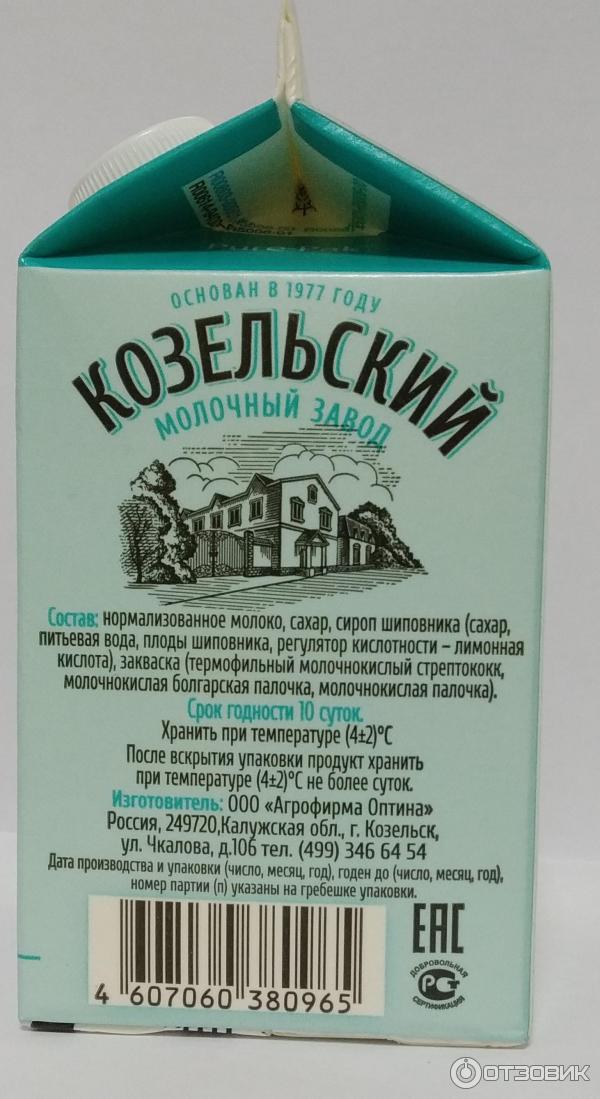 ОСНОВАН В 1977 ГОДУ
КОЗЕЛЬСКИЙ
МОЛОЧНЫЙ ЗАВОД
Состав: нормализованное молоко, сахар, сироп шиповника (сахар,
питьевая вода, плоды шиповника, регулятор кислотности – лимонная
кислота), закваска (термофильный молочнокислый стрептококк,
молочнокислая болгарская палочка, молочнокислая палочка).
Срок годности 10 суток.
Хранить при температуре (4±2)°С
После вскрытия упаковки продукт хранить
при температуре (4±2)°С не более суток.
Изготовитель: ООО «Агрофирма Оптина»
Россия, 249720,Калужская обл., г. Козельск,
ул. Чкалова, д.106 тел. (499) 346 64 54
Дата производства и упаковки (число, месяц, год), годен до (число, месяц, год),
номер партии (п) указаны на гребешке упаковки.
EAC
ДОБРОВОЛЬНАЯ
РСТ
СЕРТИФИКАЦИЯ
4 607060 380965
ОТЗОВИК